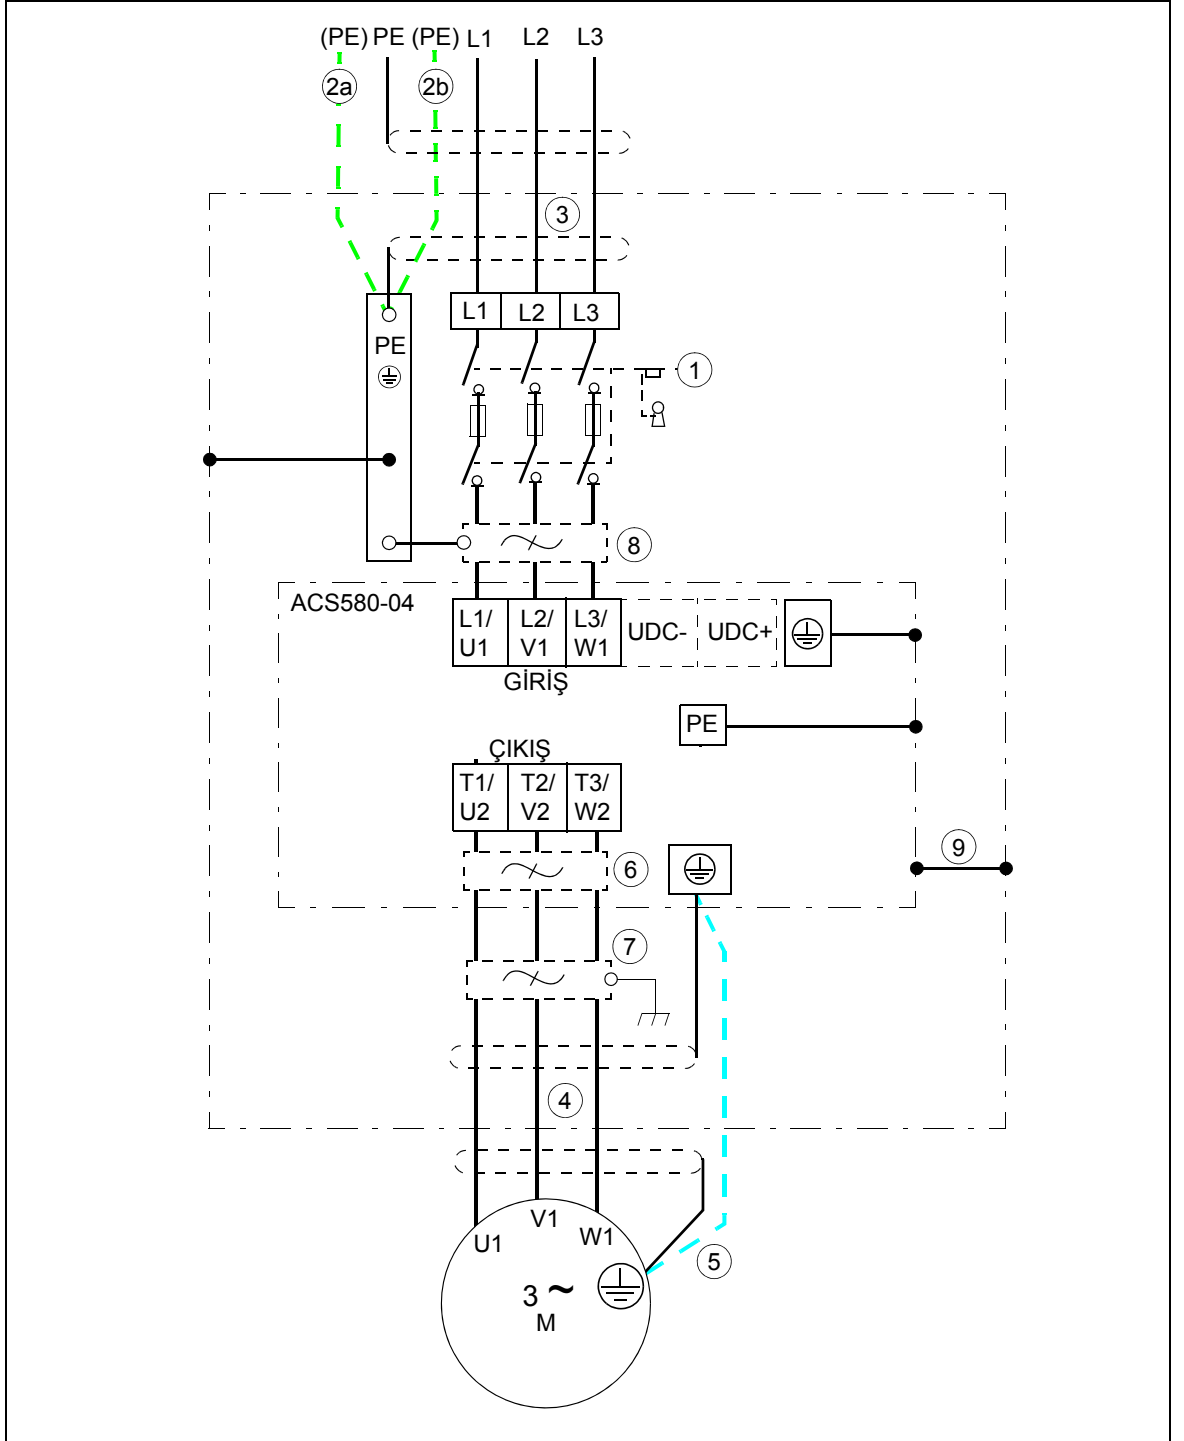 (PE) PE (PE) L1 L2 L3
2a 2b
3
L1 L2 L3
PE
1
8
ACS580-04
L1/ U1
L2/ V1
L3/ W1
UDC- UDC+
GİRİŞ
PE
ÇIKIŞ
T1/ U2
T2/ V2
T3/ W2
9
6
7
4
V1
U1 W1
5
3 ~
M